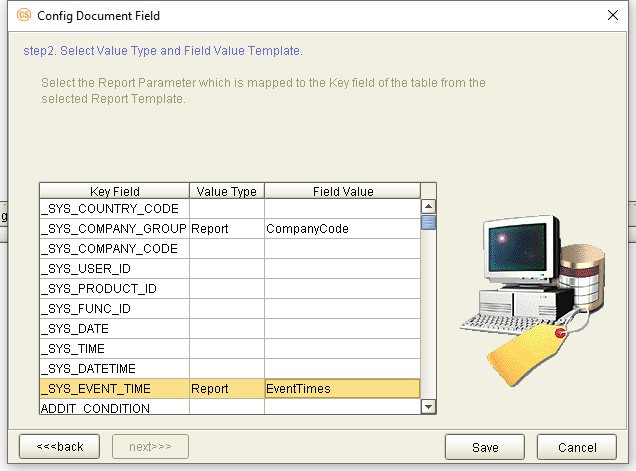 CS Config Document Field
step2. Select Value Type and Field Value Template.
Select the Report Parameter which is mapped to the Key field of the table from the
selected Report Template.
Key Field Value Type Field Value
_SYS_COUNTRY_CODE
_SYS_COMPANY_GROUP Report CompanyCode
_SYS_COMPANY_CODE
_SYS_USER_ID
_SYS_PRODUCT_ID
_SYS_FUNC_ID
_SYS_DATE
_SYS_TIME
_SYS_DATETIME
_SYS_EVENT_TIME Report EventTimes
ADDIT_CONDITION
<<<back next>>> Save Cancel